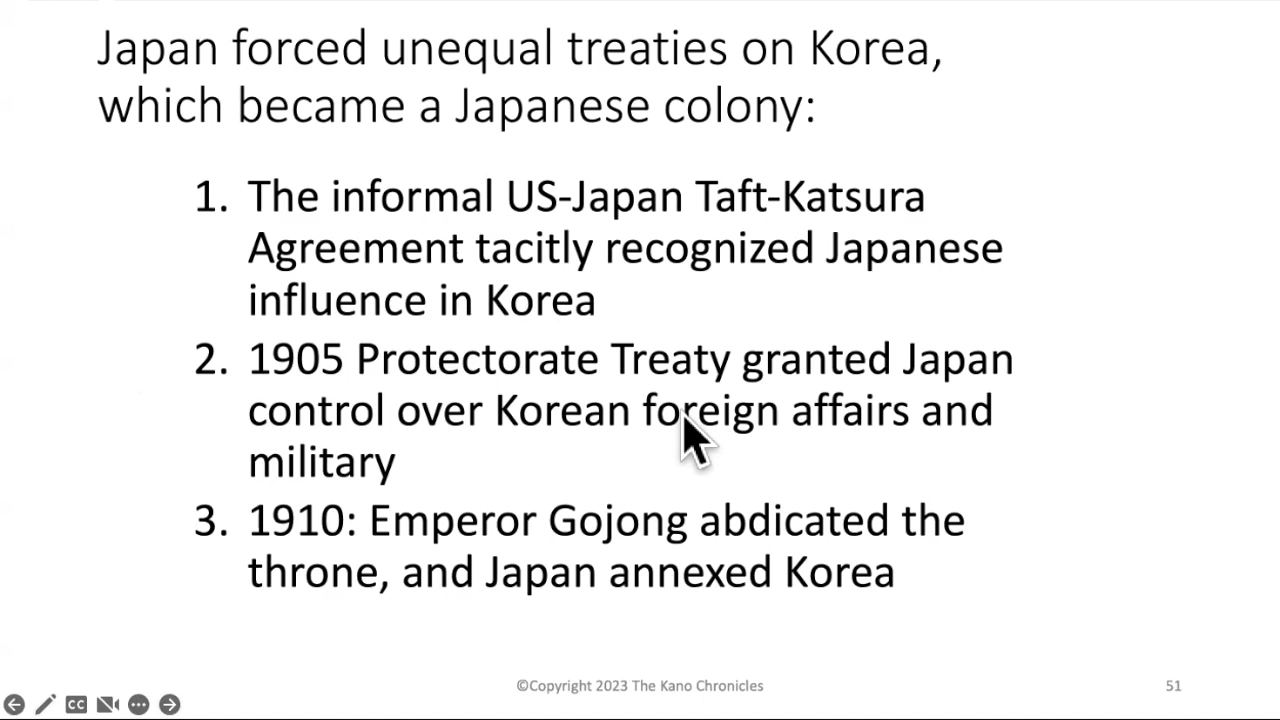 Japan forced unequal treaties on Korea,
which became a Japanese colony:
1. The informal US-Japan Taft-Katsura
Agreement tacitly recognized Japanese
influence in Korea
2. 1905 Protectorate Treaty granted Japan
control over Korean foreign affairs and
military
3. 1910: Emperor Gojong abdicated the
throne, and Japan annexed Korea
©Copyright 2023 The Kano Chronicles
51
CC